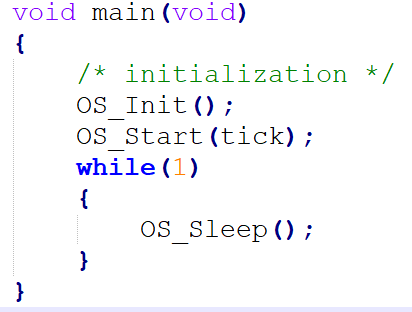 void main(void)
{
    /* initialization */
    OS_Init();
    OS_Start(tick);
    while(1)
    {
        OS_Sleep();
    }
}